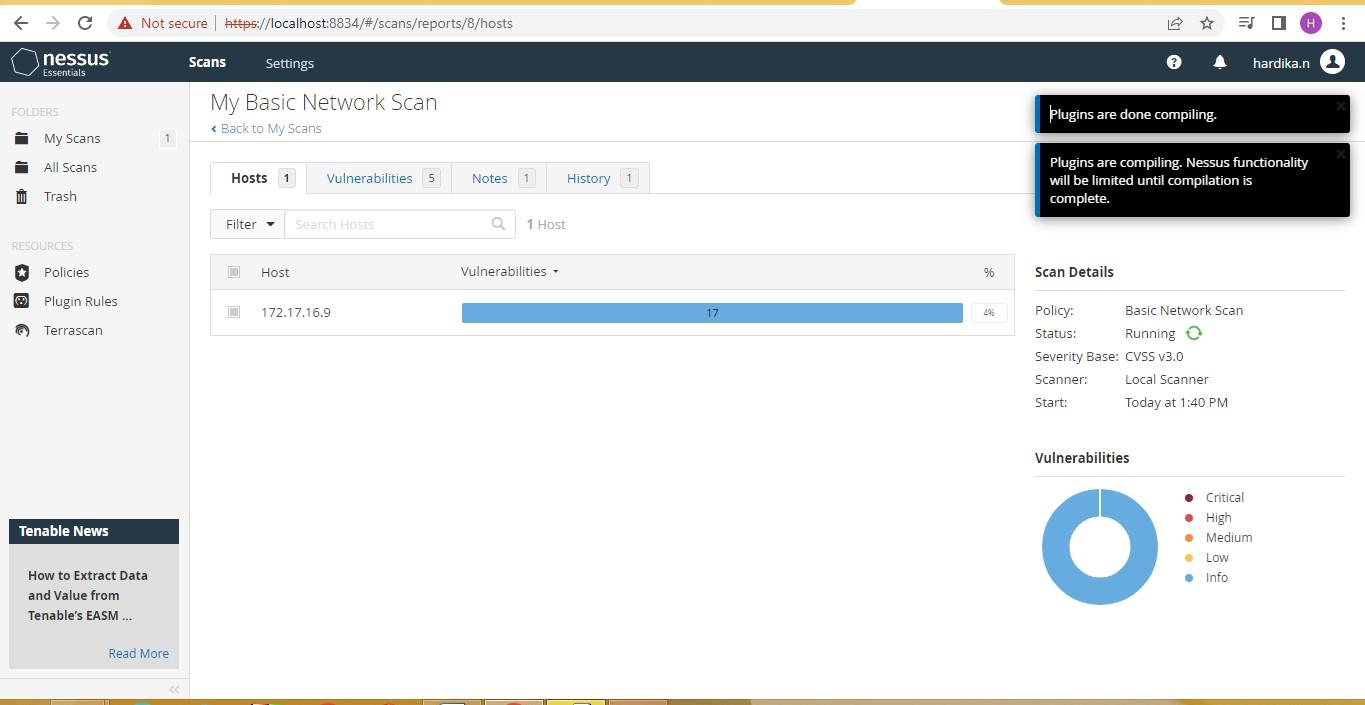 Not secure | https://localhost:8834/#/scans/reports/8/hosts
H
nessus
Essentials
Scans
Settings
?
hardika.n
FOLDERS
My Scans 1
All Scans
Trash
RESOURCES
Policies
Plugin Rules
Terrascan
Tenable News
How to Extract Data
and Value from
Tenable's EASM ...
Read More
My Basic Network Scan
Back to My Scans
Hosts 1
Vulnerabilities 5
Notes 1
History 1
Filter
Search Hosts
1 Host
Host Vulnerabilities %
172.17.16.9 17 4%
Plugins are done compiling.
Plugins are compiling. Nessus functionality
will be limited until compilation is
complete.
Scan Details
Policy: Basic Network Scan
Status: Running
Severity Base: CVSS v3.0
Scanner: Local Scanner
Start: Today at 1:40 PM
Vulnerabilities
Critical
High
Medium
Low
Info